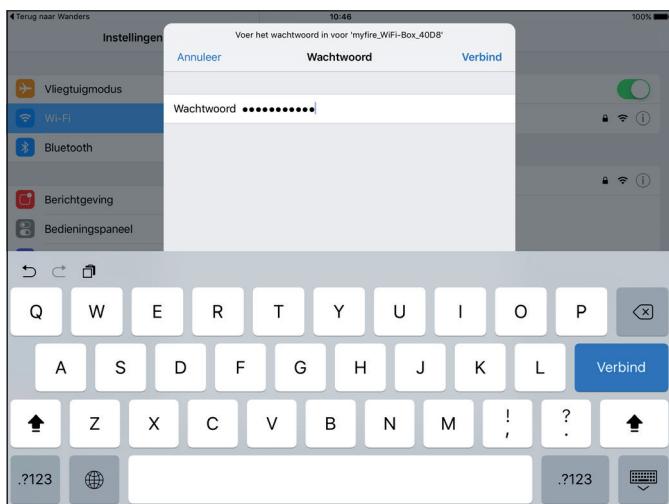 Terug naar Wanders 10:46 100%
Instellingen
Voer het wachtwoord in voor 'myfire_WiFi-Box_40D8'
Annuleer Wachtwoord Verbind
Vliegtuigmodus
Wachtwoord ●●●●●●●●●●●
Wi-Fi
Bluetooth
Berichtgeving
Bedieningspaneel
Q W E R T Y U I O P
A S D F G H J K L Verbind
Z X C V B N M ! , ? .
.?123 .?123